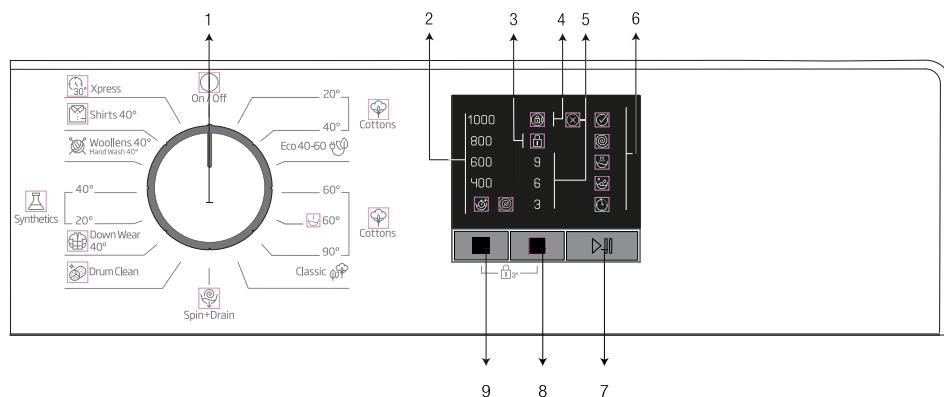 1 2 3 4 5 6
30° Xpress
On / Off
20°
Shirts 40°
40°
Cottons
Woollens 40°
Hand Wash 40°
Eco 40-60
40°
60°
Synthetics
20°
60°
Cottons
Down Wear
40°
90°
Drum Clean
Classic
Spin+Drain
1000
800
600 9
400 6
3
3"
9 8 7